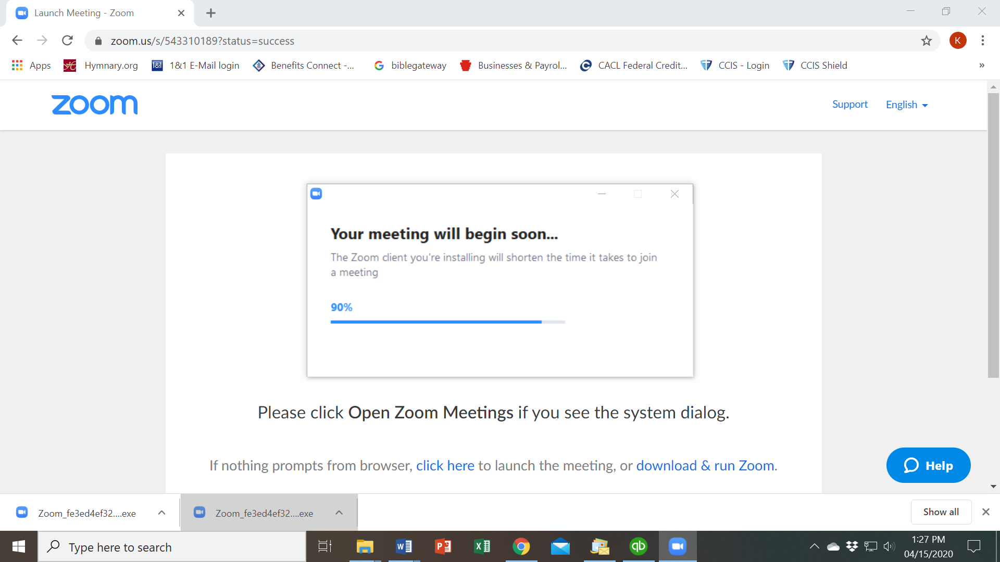 Launch Meeting - Zoom
zoom.us/s/543310189?status=success
K
Apps
Hymnary.org
1&1
1&1 E-Mail login
Benefits Connect -...
biblegateway
Businesses & Payrol...
CACL Federal Credit...
CCIS - Login
CCIS Shield
»
zoom
Support
English
Your meeting will begin soon...
The Zoom client you're installing will shorten the time it takes to join
a meeting
90%
Please click Open Zoom Meetings if you see the system dialog.
If nothing prompts from browser, click here to launch the meeting, or download & run Zoom.
Help
Zoom_fe3ed4ef32....exe
Zoom_fe3ed4ef32....exe
Show all
Type here to search
1:27 PM
04/15/2020